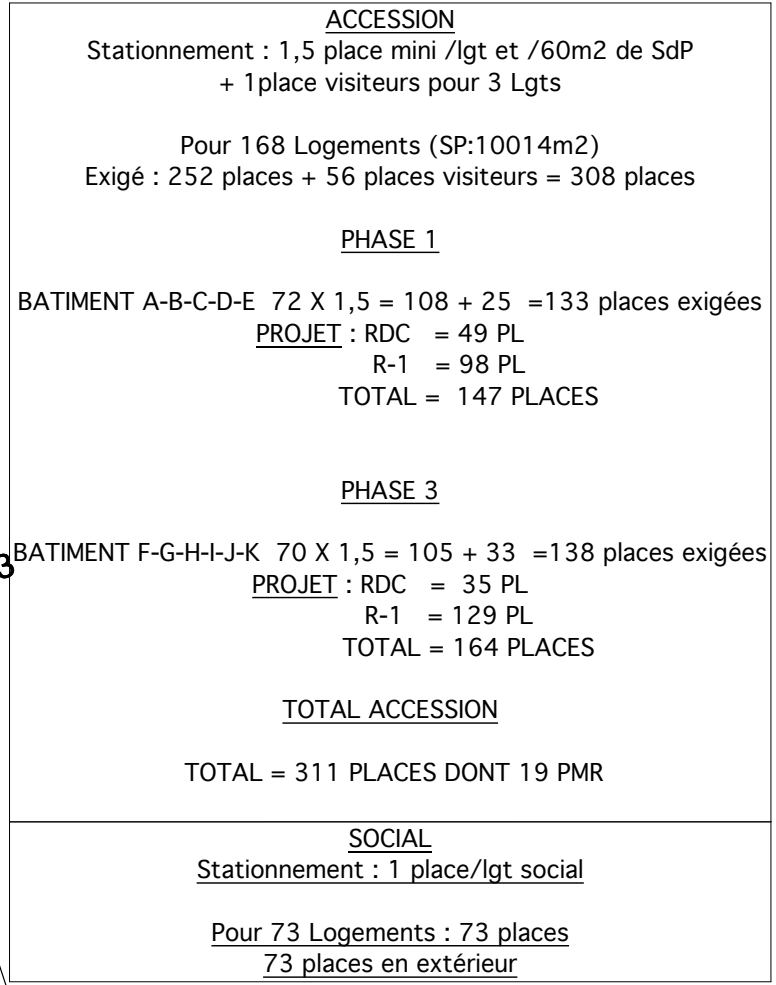 ACCESSION
Stationnement : 1,5 place mini /lgt et /60m2 de SdP
+ 1place visiteurs pour 3 Lgts
Pour 168 Logements (SP:10014m2)
Exigé : 252 places + 56 places visiteurs = 308 places
PHASE 1
BATIMENT A-B-C-D-E 72 X 1,5 = 108 + 25 =133 places exigées
PROJET : RDC = 49 PL
R-1 = 98 PL
TOTAL = 147 PLACES
PHASE 3
3
BATIMENT F-G-H-I-J-K 70 X 1,5 = 105 + 33 =138 places exigées
PROJET : RDC = 35 PL
R-1 = 129 PL
TOTAL = 164 PLACES
TOTAL ACCESSION
TOTAL = 311 PLACES DONT 19 PMR
SOCIAL
Stationnement : 1 place/lgt social
Pour 73 Logements : 73 places
73 places en extérieur